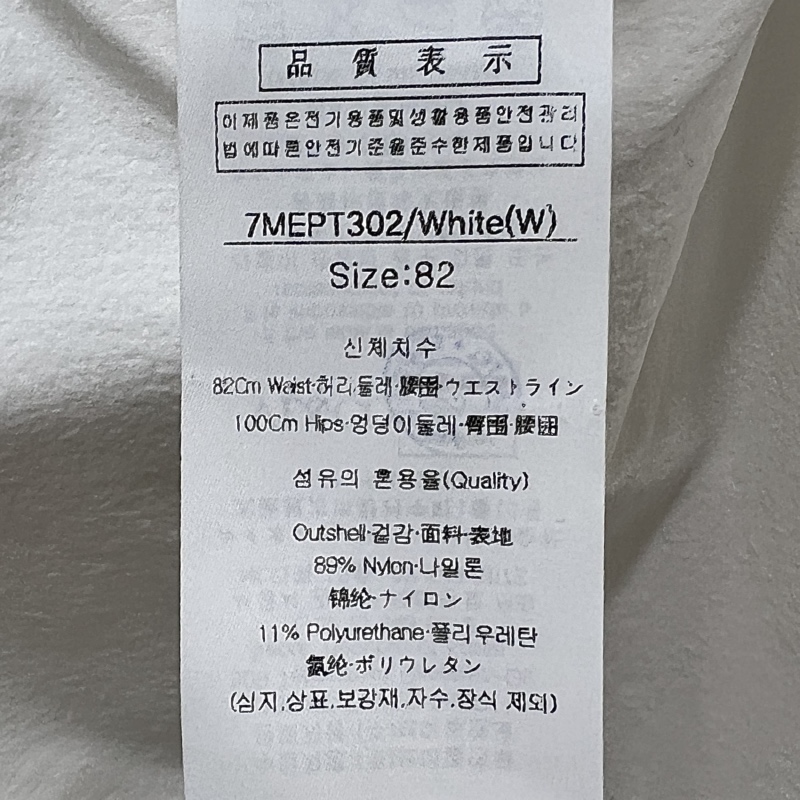 品 質 表 示
이제품은전기용품및생활용품안전관리
법에따른안전기준을준수한제품입니다
7MEPT302/White(W)
Size:82
신체치수
82Cm Waist·허리둘레·腰围·ウエストライン
100Cm Hips·엉덩이둘레·臀围·腰囲
섬유의 혼용율(Quality)
Outshell·겉감·面料·表地
89% Nylon·나일론
锦纶·ナイロン
11% Polyurethane·폴리우레탄
氨纶·ポリウレタン
(심지,상표,보강재,자수,장식 제외)